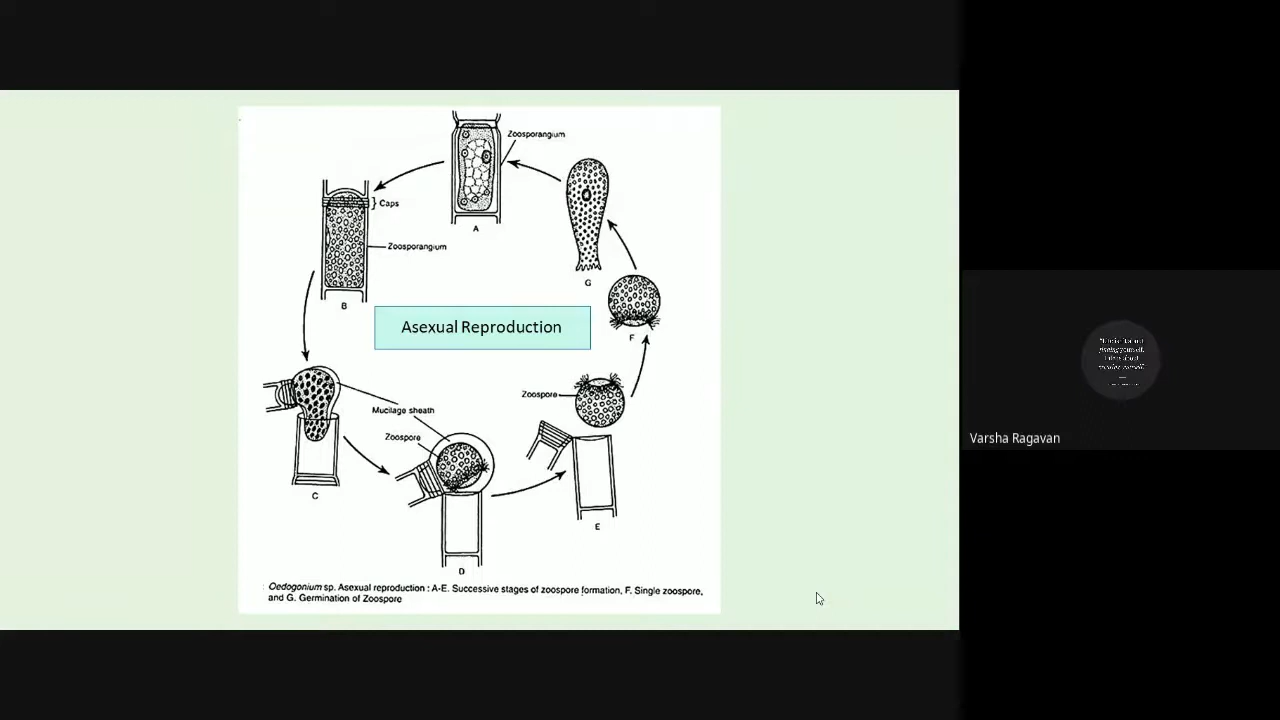 Zoosporangium
A
Caps
Zoosporangium
B
G
Asexual Reproduction
F
Zoospore
Mucilage sheath
Zoospore
C
E
D
Oedogonium sp. Asexual reproduction : A-E. Successive stages of zoospore formation, F. Single zoospore,
and G. Germination of Zoospore
Varsha Ragavan